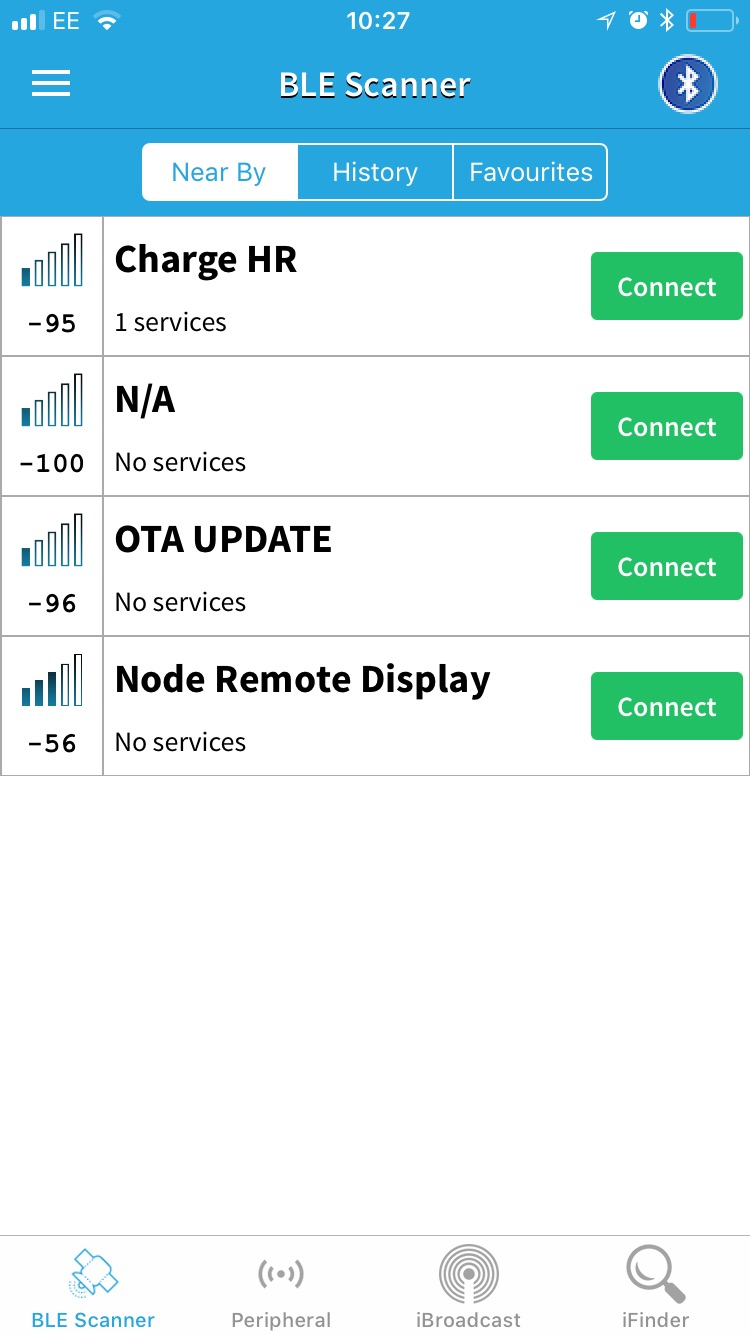 EE 10:27
BLE Scanner
Near By History Favourites
Charge HR
-95 1 services
Connect
N/A
-100 No services
Connect
OTA UPDATE
-96 No services
Connect
Node Remote Display
-56 No services
Connect
BLE Scanner Peripheral iBroadcast iFinder